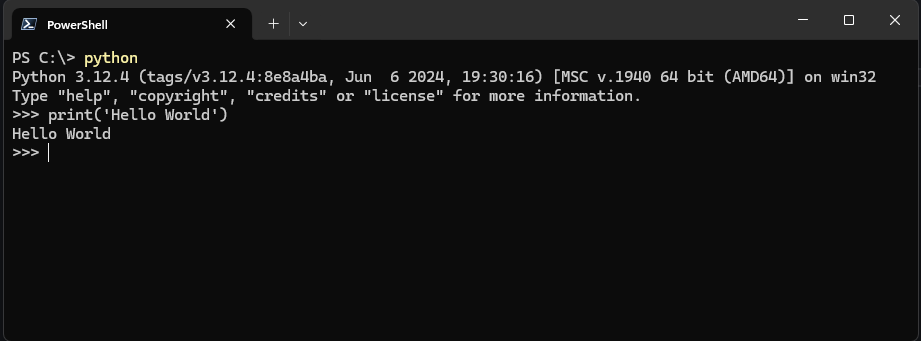 PowerShell
PS C:\> python
Python 3.12.4 (tags/v3.12.4:8e8a4ba, Jun  6 2024, 19:30:16) [MSC v.1940 64 bit (AMD64)] on win32
Type "help", "copyright", "credits" or "license" for more information.
>>> print('Hello World')
Hello World
>>>